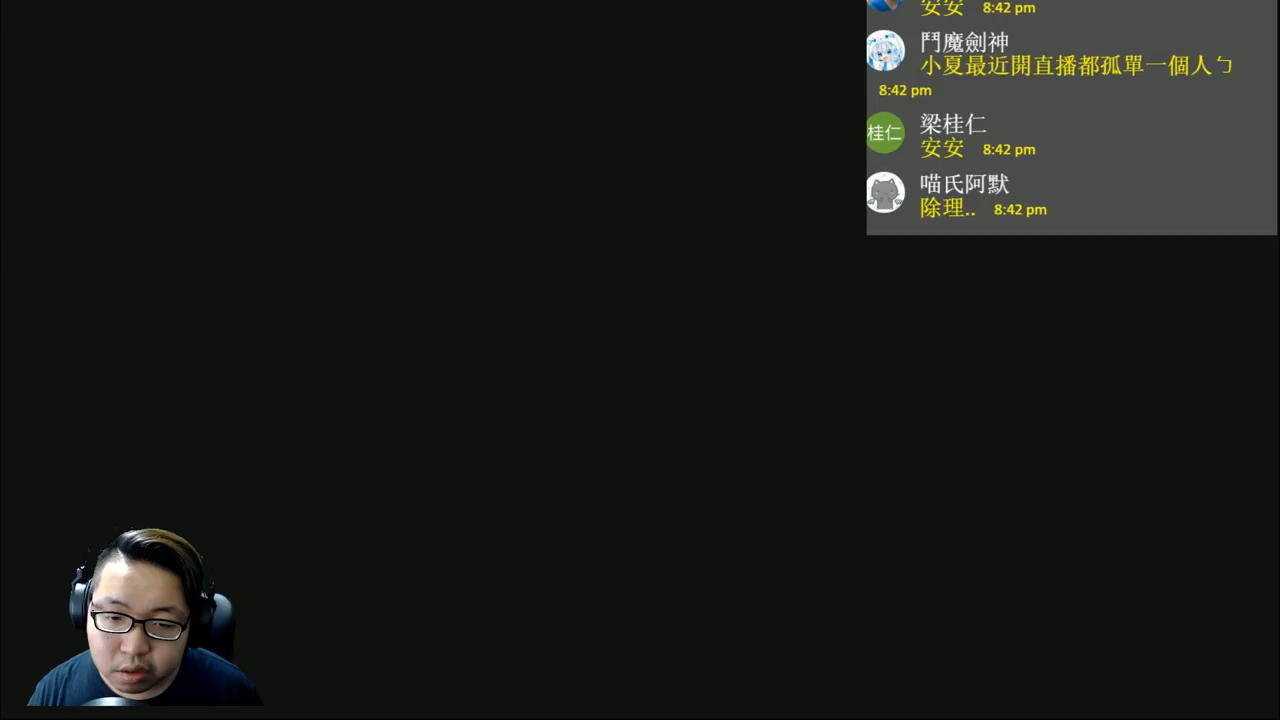 安安 8:42 pm
鬥魔劍神
小夏最近開直播都孤單一個人ㄅ
8:42 pm
桂仁
梁桂仁
安安 8:42 pm
喵氏阿默
除理.. 8:42 pm